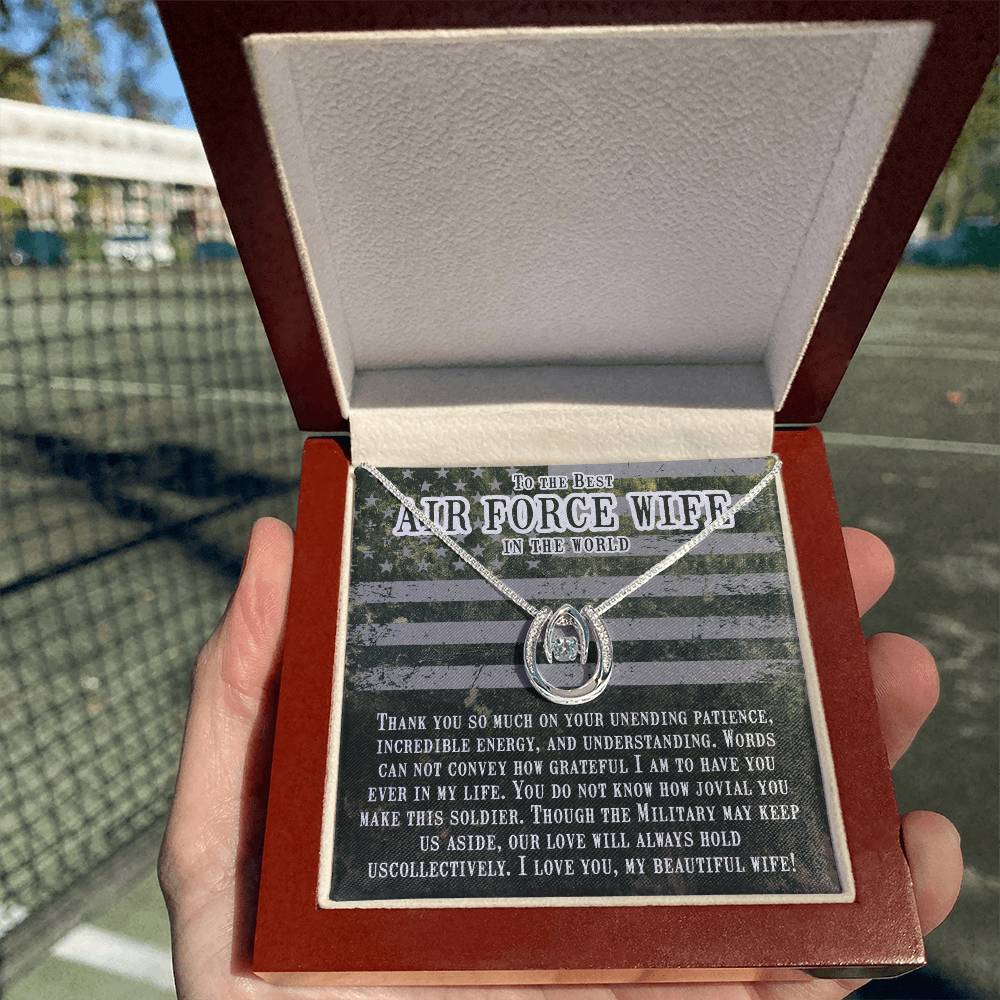 To the Best
AIR FORCE WIFE
in the world
Thank you so much on your unending patience,
incredible energy, and understanding. Words
can not convey how grateful I am to have you
ever in my life. You do not know how jovial you
make this soldier. Though the Military may keep
us aside, our love will always hold
uscollectively. I love you, my beautiful wife!